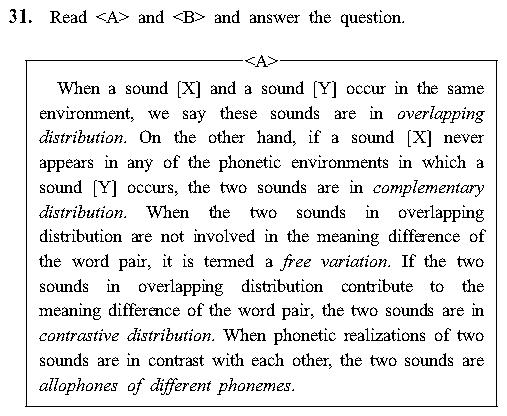 31. Read <A> and <B> and answer the question.
<A>
When a sound [X] and a sound [Y] occur in the same
environment, we say these sounds are in overlapping
distribution. On the other hand, if a sound [X] never
appears in any of the phonetic environments in which a
sound [Y] occurs, the two sounds are in complementary
distribution. When the two sounds in overlapping
distribution are not involved in the meaning difference of
the word pair, it is termed a free variation. If the two
sounds in overlapping distribution contribute to the
meaning difference of the word pair, the two sounds are in
contrastive distribution. When phonetic realizations of two
sounds are in contrast with each other, the two sounds are
allophones of different phonemes.